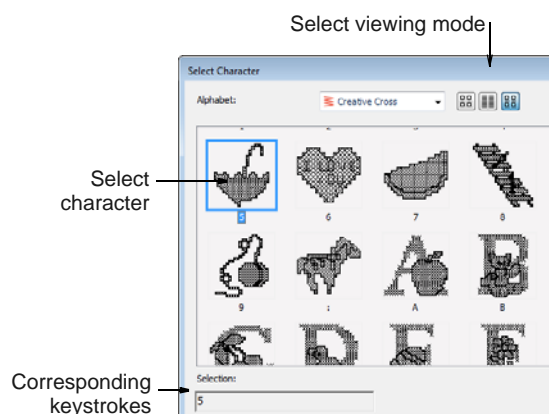 Select viewing mode
Select Character
Alphabet:
Creative Cross
Select
character
5 6 7 8
9 : A B
Corresponding
keystrokes
Selection:
5